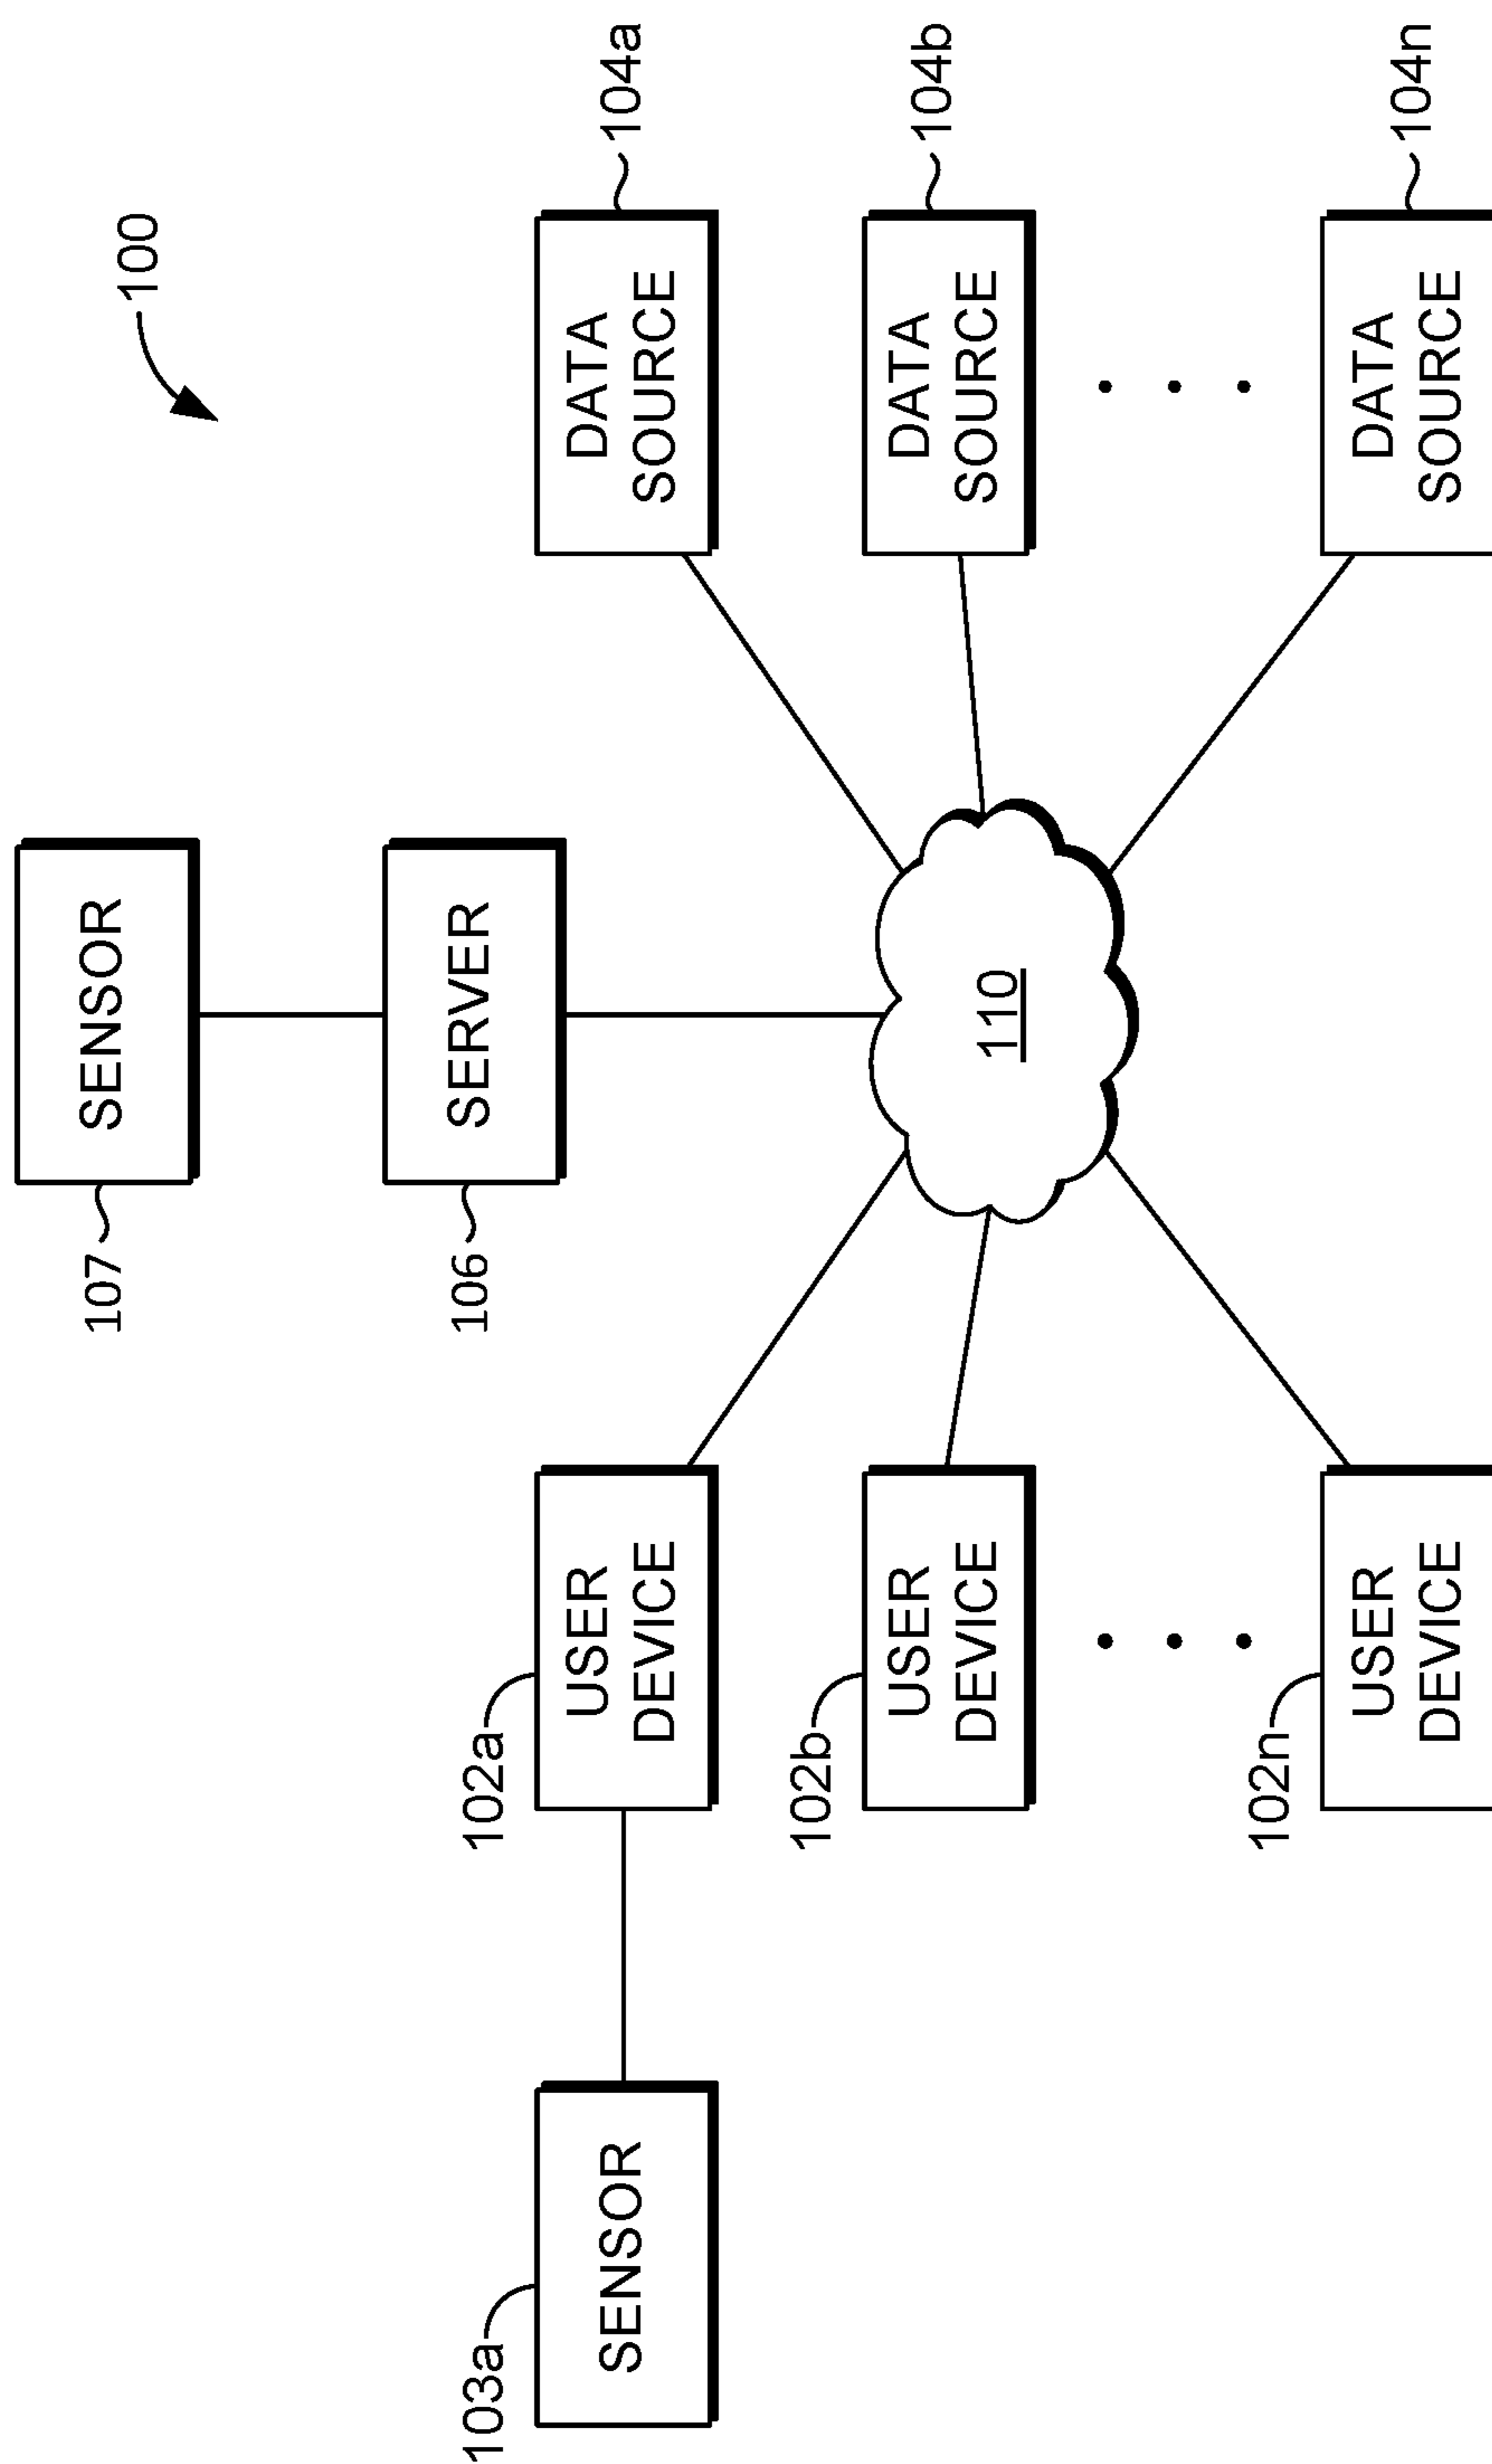 100
SENSOR
107
SERVER
106
110
103a
SENSOR
102a
USER
DEVICE
DATA
SOURCE
104a
102b
USER
DEVICE
DATA
SOURCE
104b
102n
USER
DEVICE
DATA
SOURCE
104n